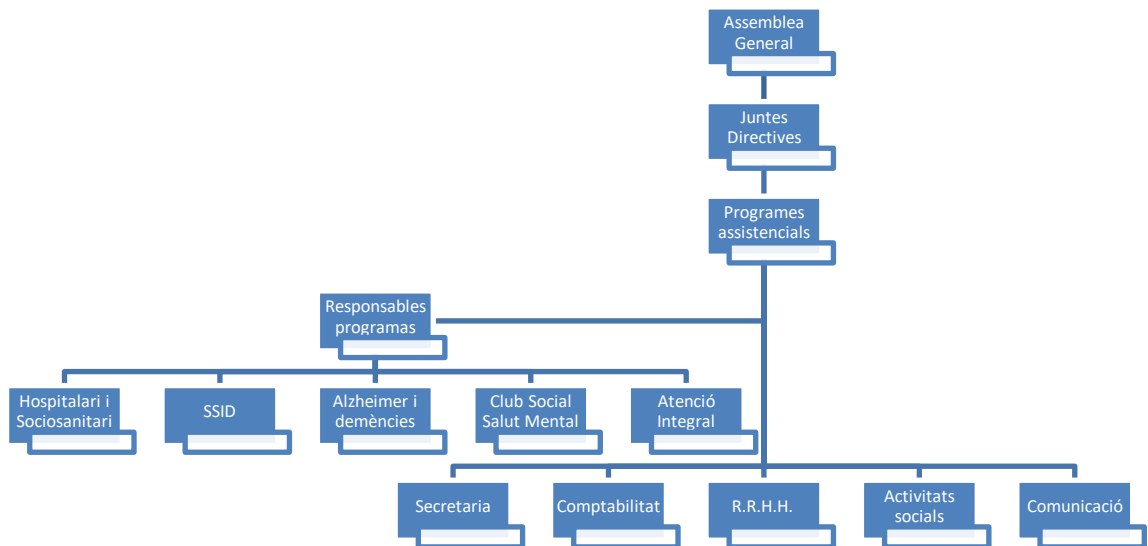 Assemblea
General
Juntes
Directives
Programes
assistencials
Responsables
programas
Hospitalari i
Sociosanitari
SSID
Alzheimer i
demències
Club Social
Salut Mental
Atenció
Integral
Secretaria
Comptabilitat
R.R.H.H.
Activitats
socials
Comunicació